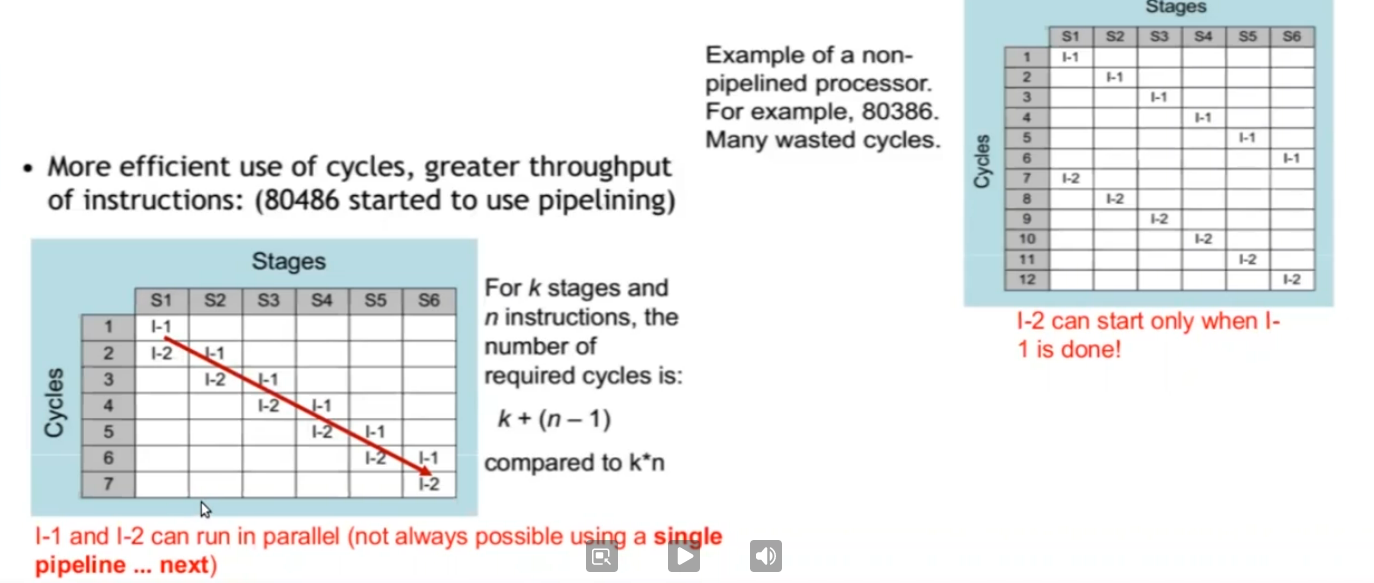 • More efficient use of cycles, greater throughput
of instructions: (80486 started to use pipelining)
Stages
S1 S2 S3 S4 S5 S6
Cycles
1 I-1
2 I-2 I-1
3 I-2 I-1
4 I-2 I-1
5 I-2 I-1
6 I-2 I-1
7 I-2
For k stages and
n instructions, the
number of
required cycles is:
k + (n – 1)
compared to k*n
I-1 and I-2 can run in parallel (not always possible using a single
pipeline ... next)
Example of a non-
pipelined processor.
For example, 80386.
Many wasted cycles.
Stages
S1 S2 S3 S4 S5 S6
Cycles
1 I-1
2 I-1
3 I-1
4 I-1
5 I-1
6 I-1
7 I-2
8 I-2
9 I-2
10 I-2
11 I-2
12 I-2
I-2 can start only when I-
1 is done!